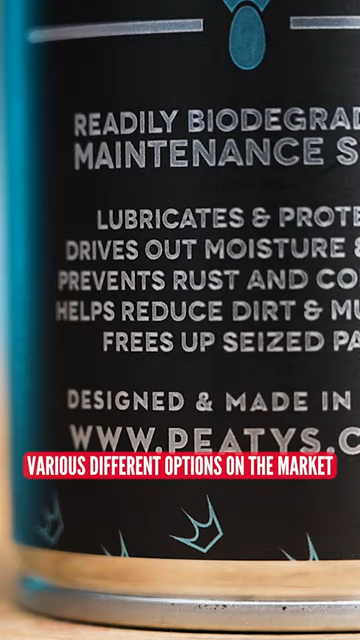 READILY BIODEGRAD
MAINTENANCE S
LUBRICATES & PROTE
DRIVES OUT MOISTURE &
PREVENTS RUST AND CO
HELPS REDUCE DIRT & MU
FREES UP SEIZED PA
DESIGNED & MADE IN
WWW.PEATYS.C
VARIOUS DIFFERENT OPTIONS ON THE MARKET